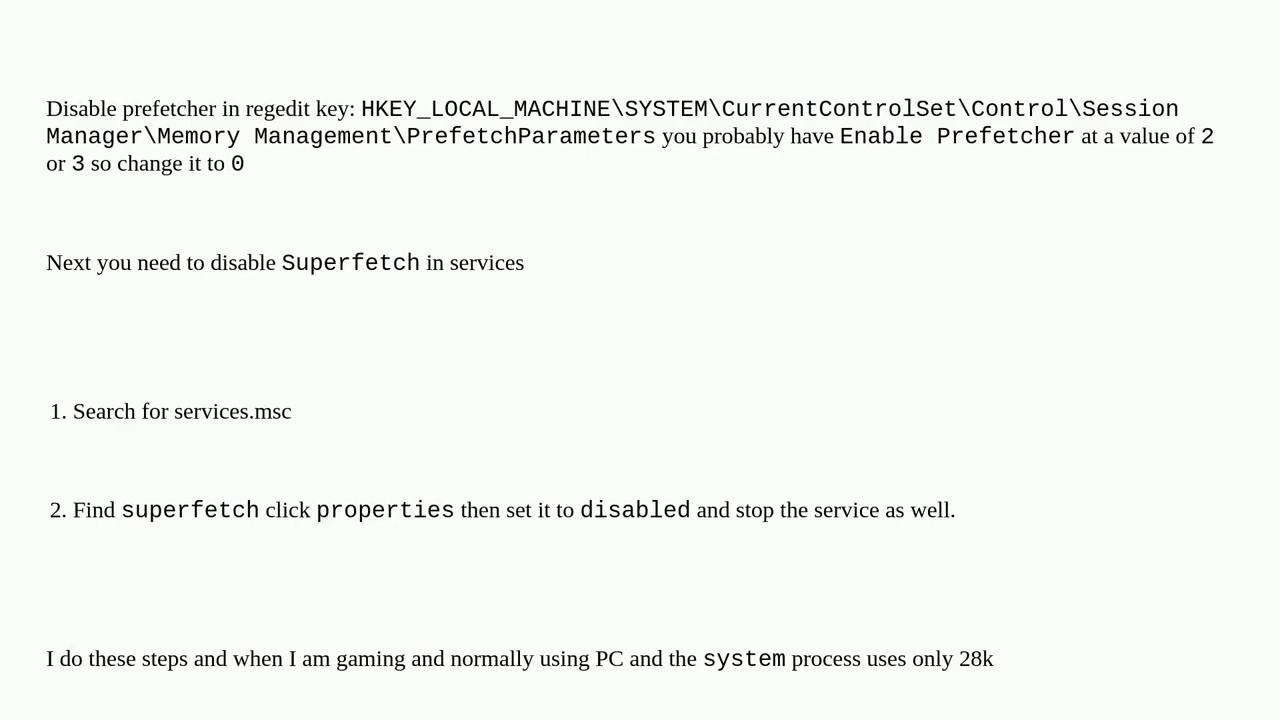 Disable prefetcher in regedit key: HKEY_LOCAL_MACHINE\SYSTEM\CurrentControlSet\Control\Session
Manager\Memory Management\PrefetchParameters you probably have Enable Prefetcher at a value of 2
or 3 so change it to 0
Next you need to disable Superfetch in services
1. Search for services.msc
2. Find superfetch click properties then set it to disabled and stop the service as well.
I do these steps and when I am gaming and normally using PC and the system process uses only 28k